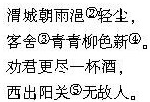 渭城朝雨浥②轻尘,
客舍③青青柳色新④。
劝君更尽一杯酒,
西出阳关⑤无敌人。